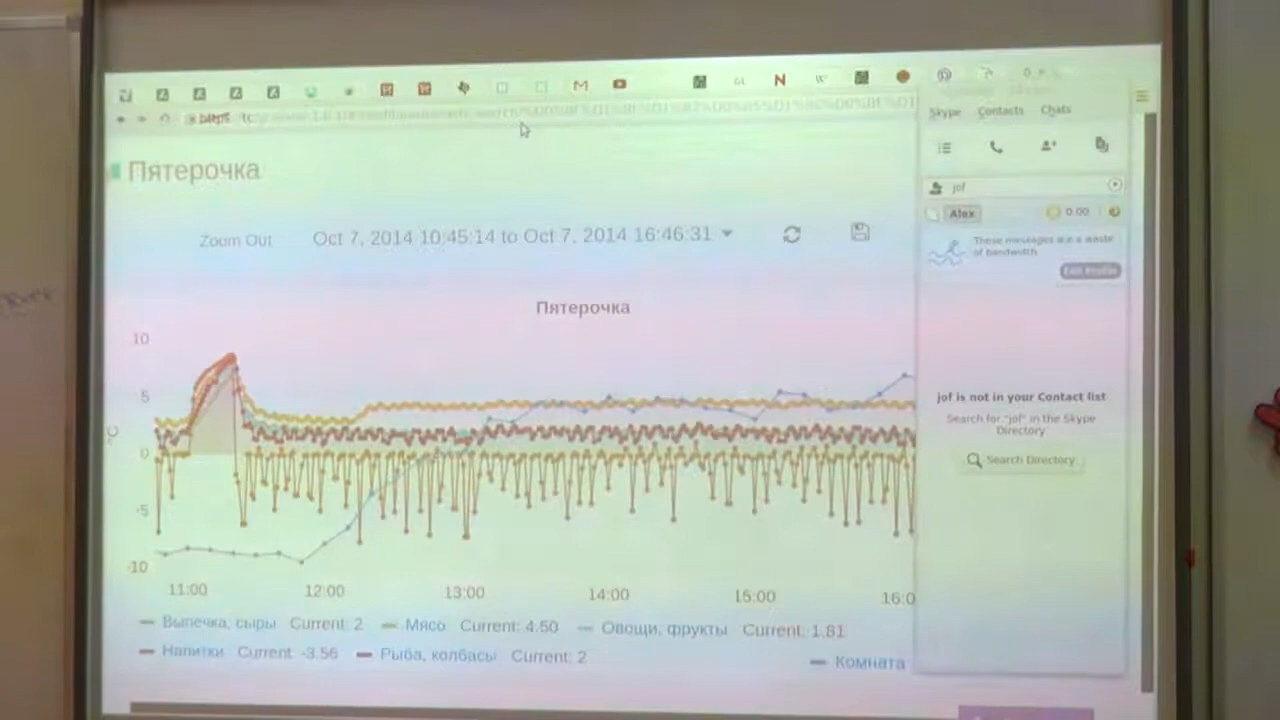 https
Skype Contacts Chats
Пятерочка
jof
Alex 0.00
Zoom Out Oct 7, 2014 10:45:14 to Oct 7, 2014 16:46:31
These messages are a waste
of bandwidth
Edit Profile
Пятерочка
10
5
0
-5
-10
°C
11:00 12:00 13:00 14:00 15:00 16:0
jof is not in your Contact list
Search for "jof" in the Skype
Directory
Search Directory
Выпечка, сыры Current: 2 Мясо Current: 4.50 Овощи, фрукты Current: 1.81
Напитки Current: -3.56 Рыба, колбасы Current: 2 Комната